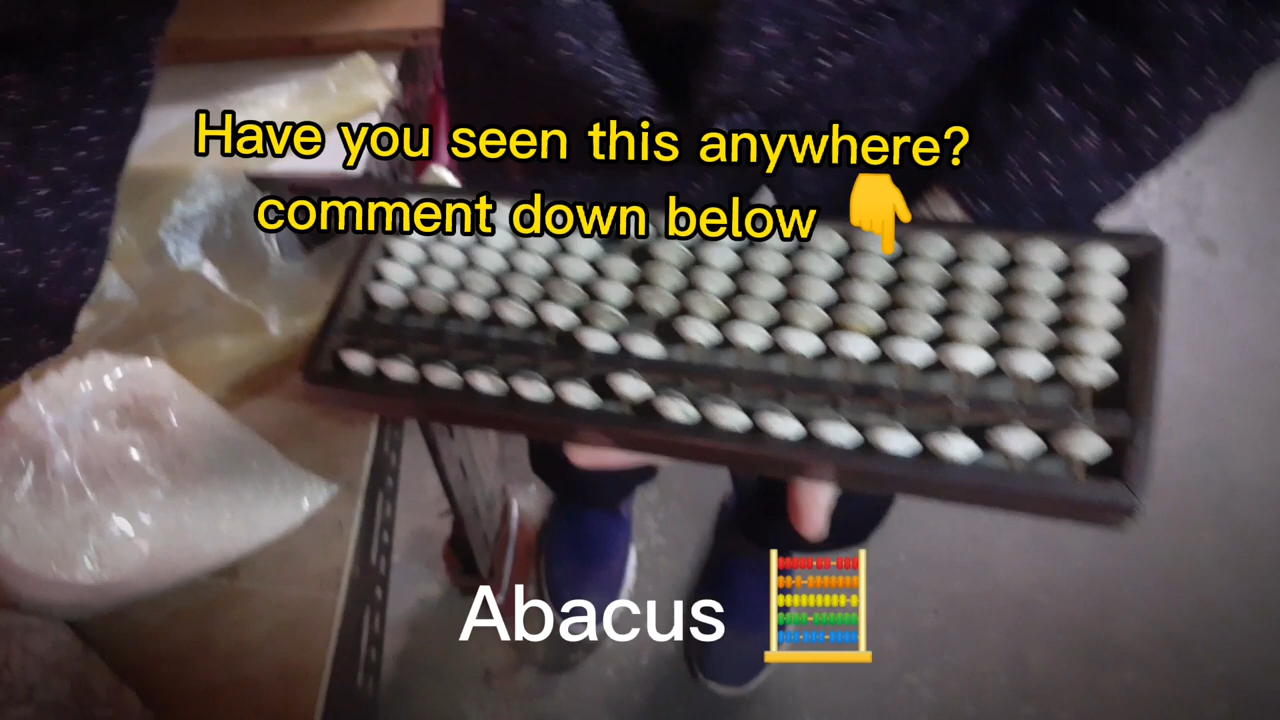 Have you seen this anywhere?
comment down below 👇
Abacus 🧮